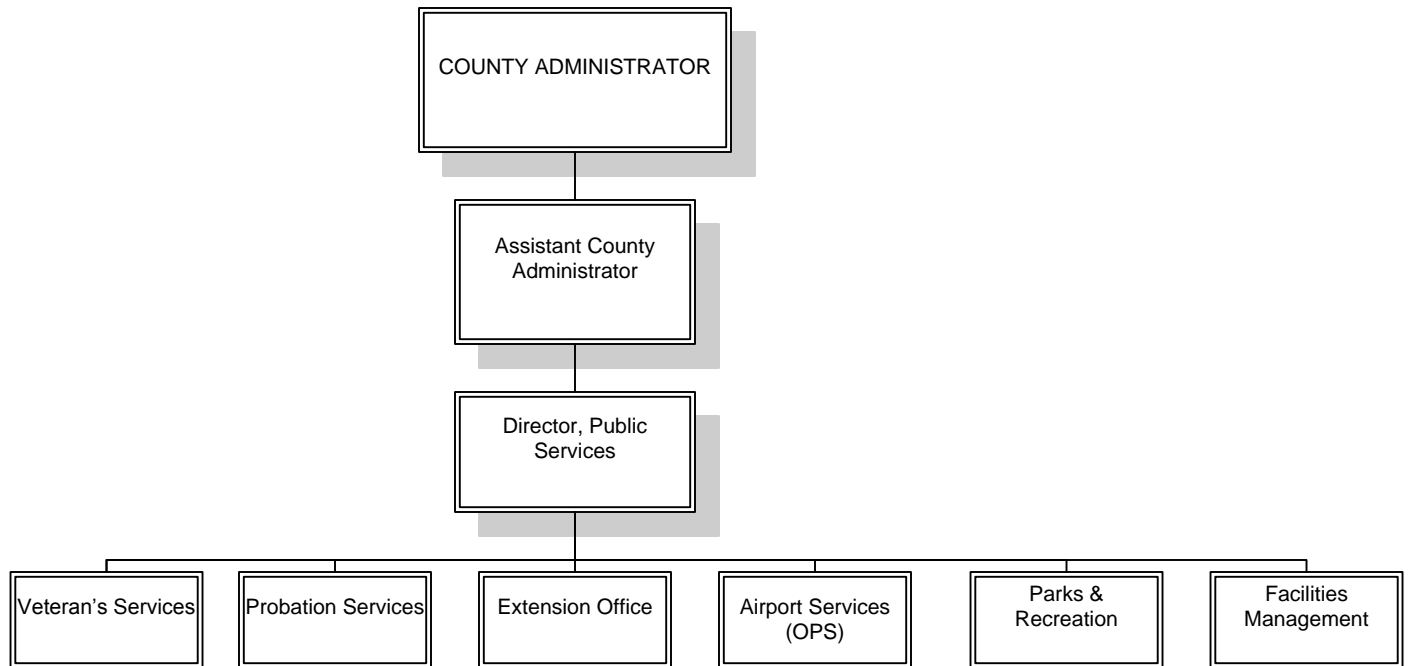 COUNTY ADMINISTRATOR
Assistant County
Administrator
Director, Public
Services
Veteran’s Services
Probation Services
Extension Office
Airport Services
(OPS)
Parks &
Recreation
Facilities
Management